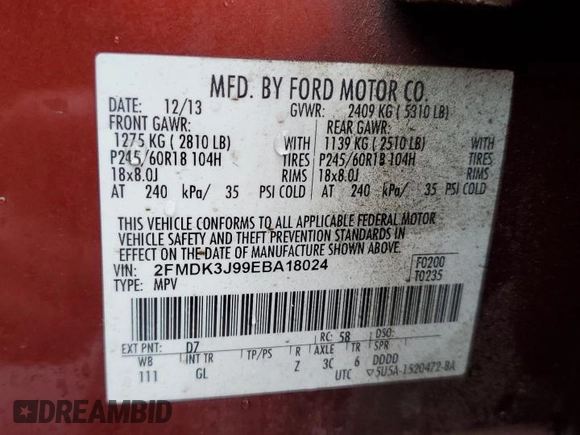 MFD. BY FORD MOTOR CO.
DATE: 12/13 GVWR: 2409 KG ( 5310 LB)
FRONT GAWR: REAR GAWR:
1275 KG ( 2810 LB) WITH 1139 KG ( 2510 LB) WITH
P245/60R18 104H TIRES P245/60R18 104H TIRES
18x8.0J RIMS 18x8.0J RIMS
AT 240 kPa/ 35 PSI COLD AT 240 kPa/ 35 PSI COLD
THIS VEHICLE CONFORMS TO ALL APPLICABLE FEDERAL MOTOR
VEHICLE SAFETY AND THEFT PREVENTION STANDARDS IN
EFFECT ON THE DATE OF MANUFACTURE SHOWN ABOVE.
VIN: 2FMDK3J99EBA18024 F0200
TYPE: MPV T0235
EXT PNT: D7 RC: 58 DSO:
WB INT TR TP/PS R AXLE TR SPR
111 GL Z 3C 6 DDDD
UTC ▽5U5A-1520472-BA
DREAMBID